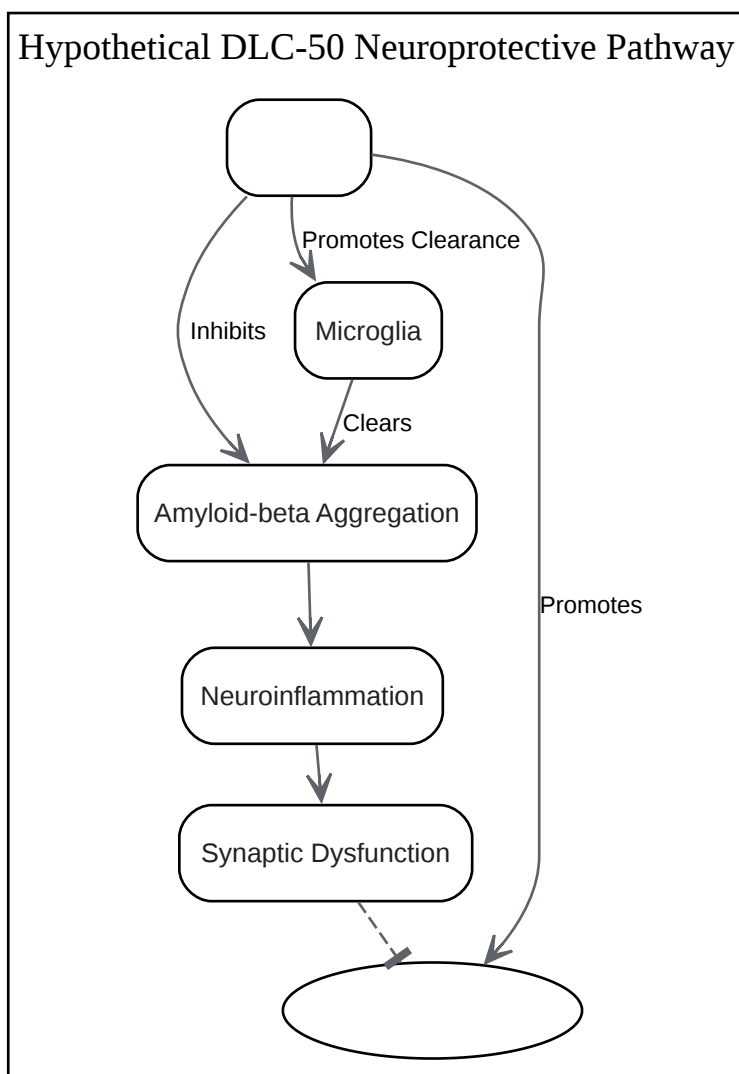 Hypothetical DLC-50 Neuroprotective Pathway
Promotes Clearance
Inhibits
Microglia
Clears
Amyloid-beta Aggregation
Promotes
Neuroinflammation
Synaptic Dysfunction